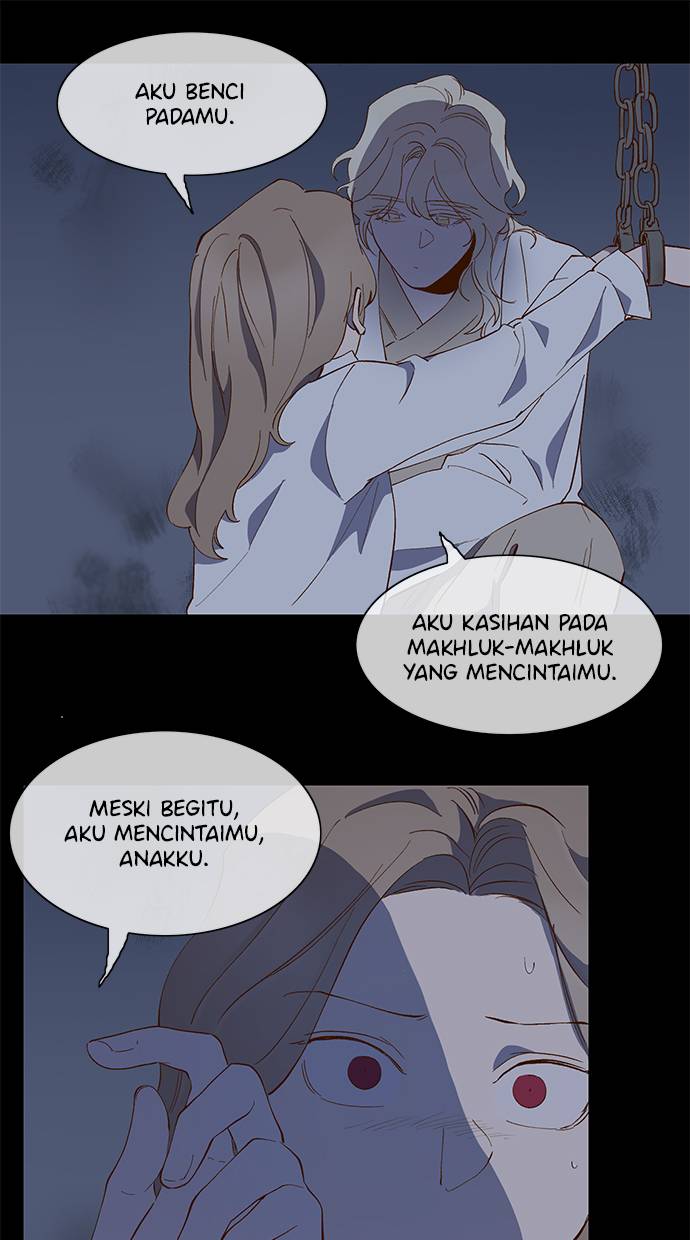 AKU BENCI
PADAMU.
AKU KASIHAN PADA
MAKHLUK-MAKHLUK
YANG MENCINTAIMU.
MESKI BEGITU,
AKU MENCINTAIMU,
ANAKKU.